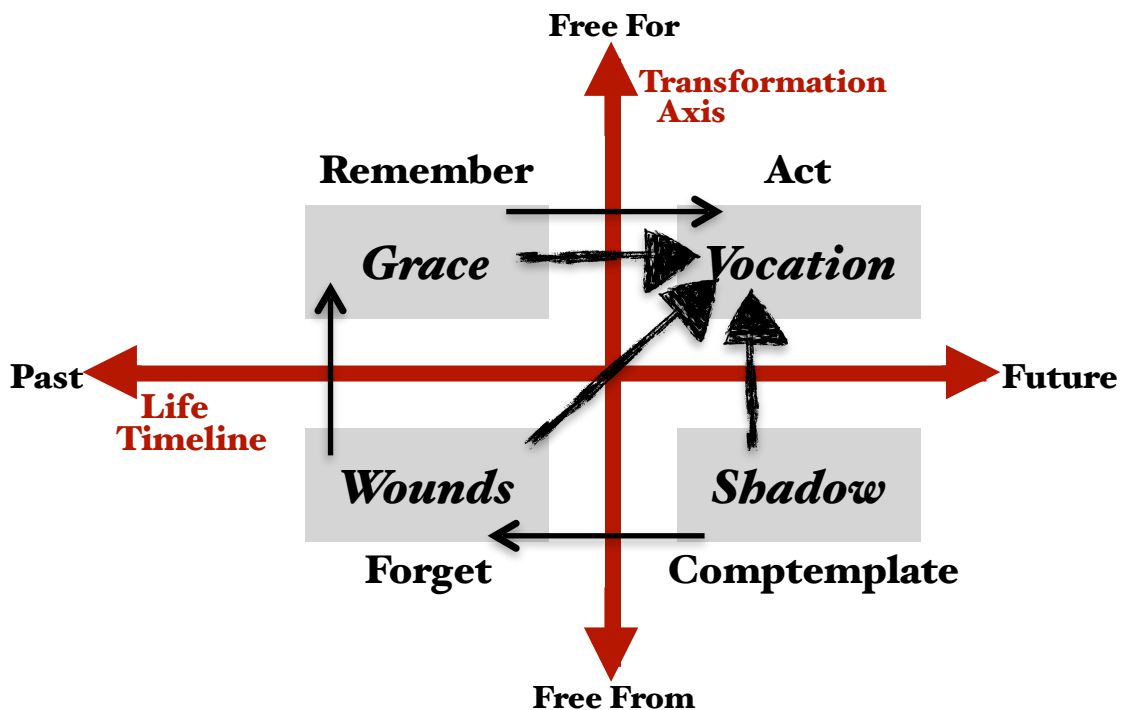 Free For
Transformation
Axis
Remember
Act
Grace
Vocation
Past
Future
Life
Timeline
Wounds
Shadow
Forget
Comptemplate
Free From